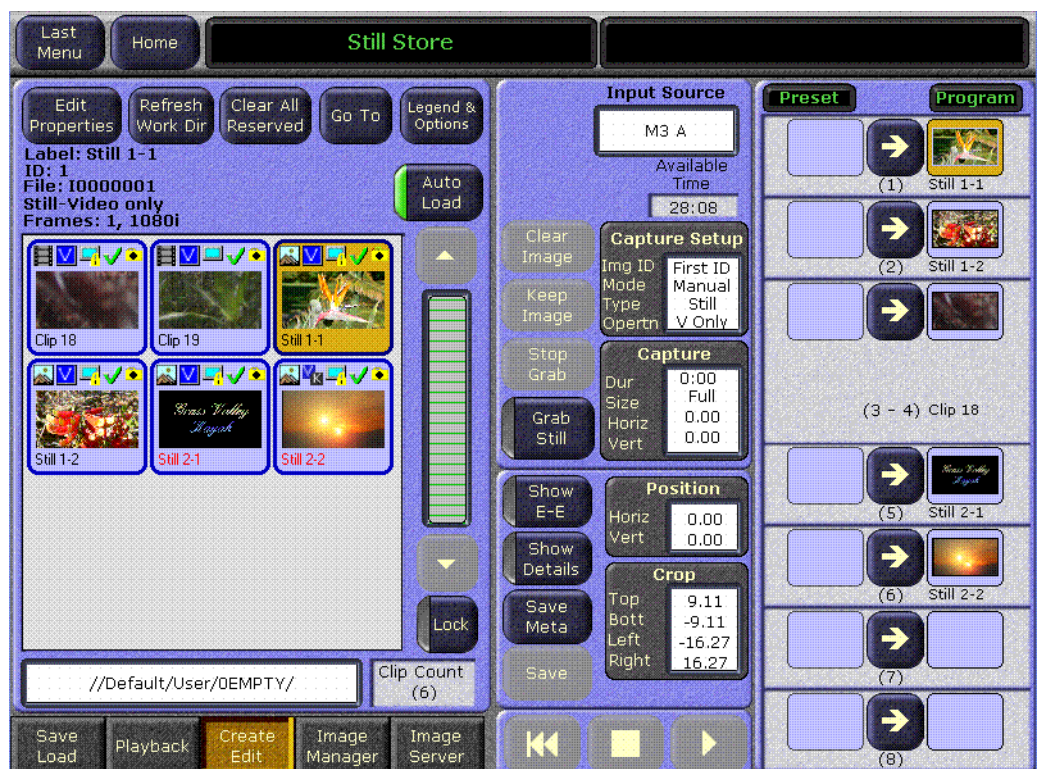 Last Menu
Home
Still Store
Edit Properties
Refresh Work Dir
Clear All Reserved
Go To
Legend & Options
Label: Still 1-1
ID: 1
File: I0000001
Still-Video only
Frames: 1, 1080i
Auto Load
Clip 18
Clip 19
Still 1-1
Still 1-2
Grass Valley
Kayak
Still 2-1
Still 2-2
Lock
//Default/User/0EMPTY/
Clip Count
(6)
Save Load
Playback
Create Edit
Image Manager
Image Server
Input Source
M3 A
Available Time
28:08
Clear Image
Keep Image
Stop Grab
Grab Still
Capture Setup
Img ID First ID
Mode Manual
Type Still
Opertn V Only
Capture
Dur 0:00
Size Full
Horiz 0.00
Vert 0.00
Show E-E
Show Details
Save Meta
Save
Position
Horiz 0.00
Vert 0.00
Crop
Top 9.11
Bott -9.11
Left -16.27
Right 16.27
Preset
Program
(1) Still 1-1
(2) Still 1-2
(3 - 4) Clip 18
Grass Valley
Kayak
(5) Still 2-1
(6) Still 2-2
(7)
(8)